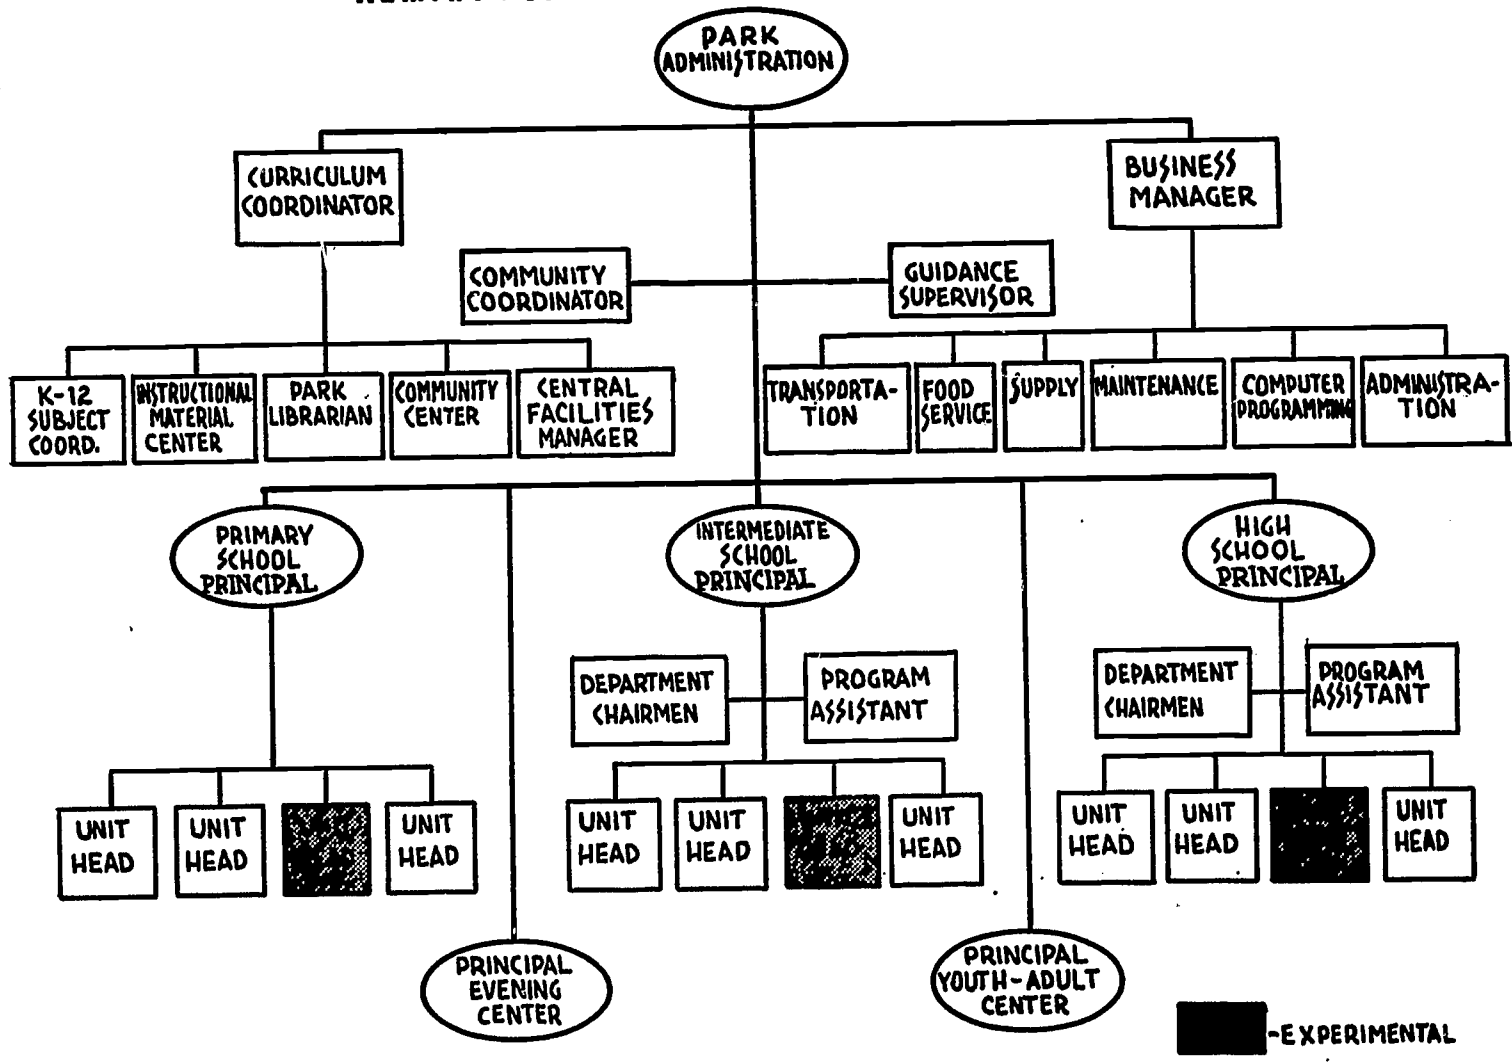 PARK
ADMINISTRATION
CURRICULUM
COORDINATOR
BUSINESS
MANAGER
COMMUNITY
COORDINATOR
GUIDANCE
SUPERVISOR
K-12
SUBJECT
COORD.
INSTRUCTIONAL
MATERIAL
CENTER
PARK
LIBRARIAN
COMMUNITY
CENTER
CENTRAL
FACILITIES
MANAGER
TRANSPORTA-
TION
FOOD
SERVICE
SUPPLY
MAINTENANCE
COMPUTER
PROGRAMMING
ADMINISTRA-
TION
PRIMARY
SCHOOL
PRINCIPAL
INTERMEDIATE
SCHOOL
PRINCIPAL
HIGH
SCHOOL
PRINCIPAL
DEPARTMENT
CHAIRMEN
PROGRAM
ASSISTANT
DEPARTMENT
CHAIRMEN
PROGRAM
ASSISTANT
UNIT
HEAD
UNIT
HEAD
UNIT
HEAD
UNIT
HEAD
UNIT
HEAD
UNIT
HEAD
UNIT
HEAD
UNIT
HEAD
UNIT
HEAD
PRINCIPAL
EVENING
CENTER
PRINCIPAL
YOUTH-ADULT
CENTER
-EXPERIMENTAL